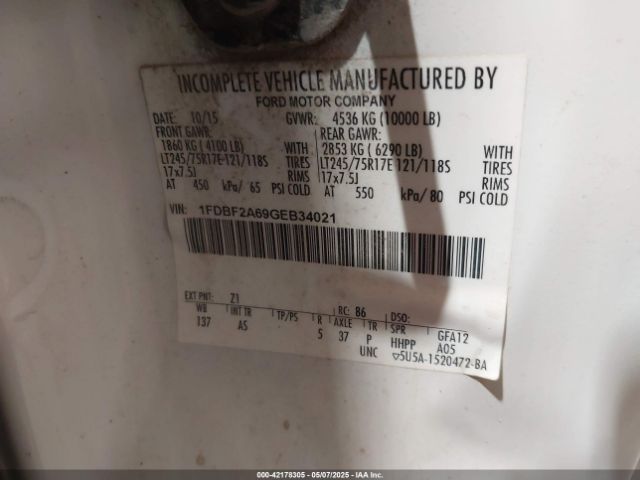 INCOMPLETE VEHICLE MANUFACTURED BY
FORD MOTOR COMPANY
DATE: 10/15 GVWR: 4536 KG (10000 LB)
FRONT GAWR: REAR GAWR:
1860 KG (4100 LB) WITH 2853 KG (6290 LB) WITH
LT245/75R17E 121/118S TIRES LT245/75R17E 121/118S TIRES
17x7.5J RIMS 17x7.5J RIMS
AT 450 kPa/ 65 PSI COLD AT 550 kPa/ 80 PSI COLD
VIN: 1FDBF2A69GEB34021
EXT PNT: Z1 RC: B6 DSO:
WB INT TR TP/PS R AXLE TR SPR GFA12
137 AS 5 37 P HHPP A05
UNC ▽5U5A-1520472-BA
000-42178305 - 05/07/2025 - IAAI.com